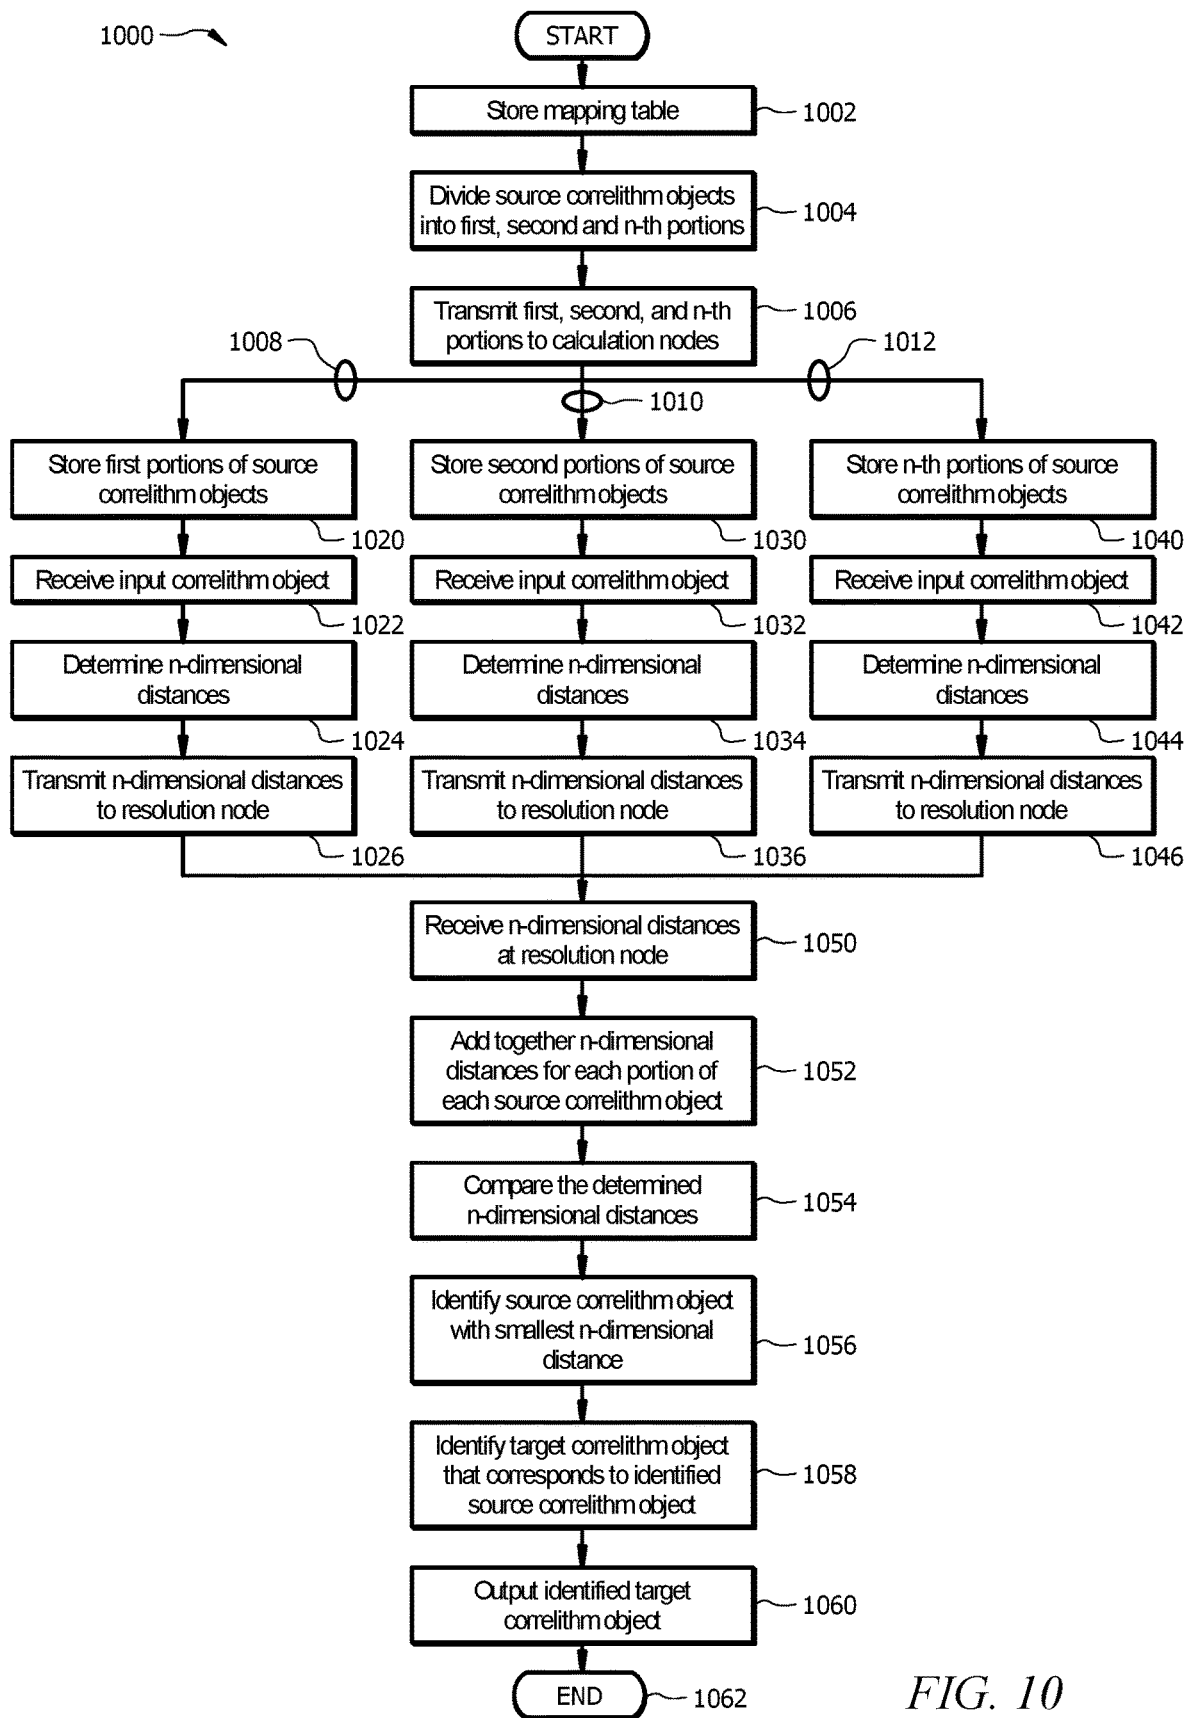 1000
START
Store mapping table
1002
Divide source correlithm objects
into first, second and n-th portions
1004
Transmit first, second, and n-th
portions to calculation nodes
1006
1008
1010
1012
Store first portions of source
correlithm objects
1020
Store second portions of source
correlithm objects
1030
Store n-th portions of source
correlithm objects
1040
Receive input correlithm object
1022
Receive input correlithm object
1032
Receive input correlithm object
1042
Determine n-dimensional
distances
1024
Determine n-dimensional
distances
1034
Determine n-dimensional
distances
1044
Transmit n-dimensional distances
to resolution node
1026
Transmit n-dimensional distances
to resolution node
1036
Transmit n-dimensional distances
to resolution node
1046
Receive n-dimensional distances
at resolution node
1050
Add together n-dimensional
distances for each portion of
each source correlithm object
1052
Compare the determined
n-dimensional distances
1054
Identify source correlithm object
with smallest n-dimensional
distance
1056
Identify target correlithm object
that corresponds to identified
source correlithm object
1058
Output identified target
correlithm object
1060
END
1062
FIG. 10